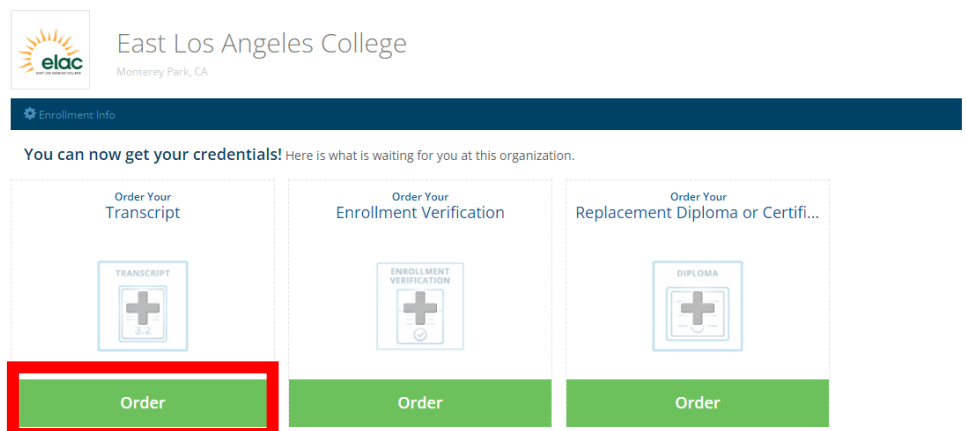 elac
EAST LOS ANGELES COLLEGE
East Los Angeles College
Monterey Park, CA
Enrollment Info
You can now get your credentials! Here is what is waiting for you at this organization.
Order Your
Transcript
TRANSCRIPT
3.2
Order
Order Your
Enrollment Verification
ENROLLMENT
VERIFICATION
Order
Order Your
Replacement Diploma or Certifi...
DIPLOMA
Order